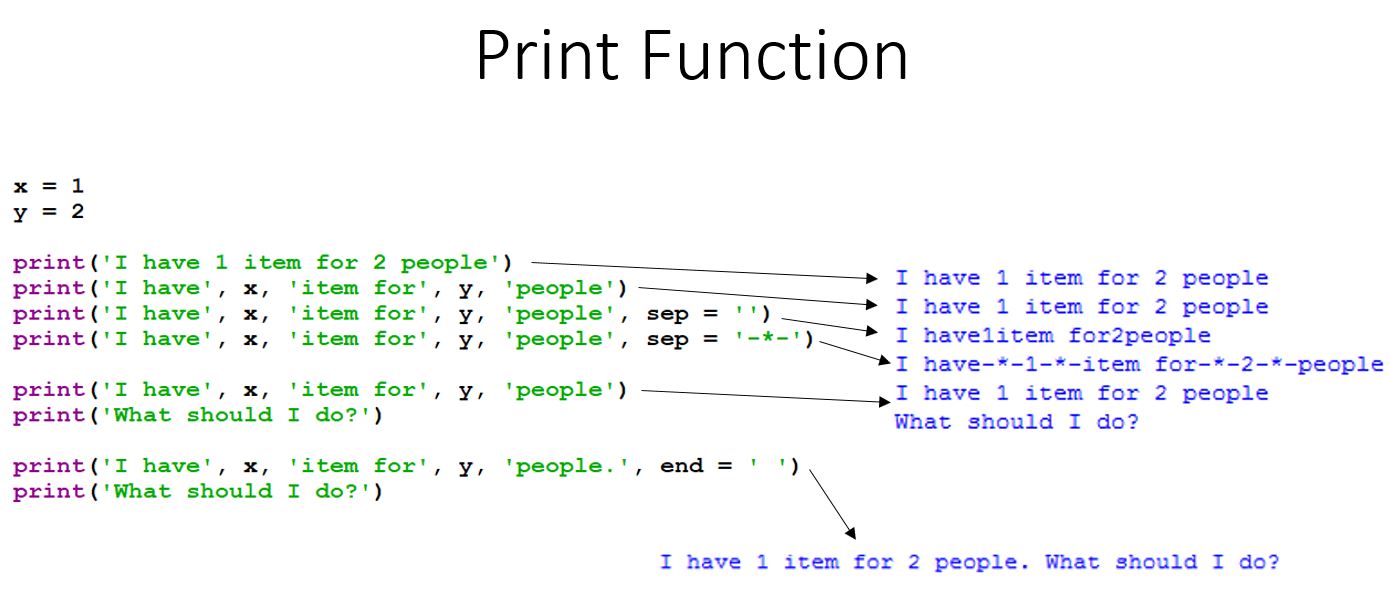 Print Function
x = 1
y = 2
print('I have 1 item for 2 people')
print('I have', x, 'item for', y, 'people')
print('I have', x, 'item for', y, 'people', sep = '')
print('I have', x, 'item for', y, 'people', sep = '-*-')
print('I have', x, 'item for', y, 'people')
print('What should I do?')
print('I have', x, 'item for', y, 'people.', end = ' ')
print('What should I do?')
I have 1 item for 2 people
I have 1 item for 2 people
I have1item for2people
I have-*-1-*-item for-*-2-*-people
I have 1 item for 2 people
What should I do?
I have 1 item for 2 people. What should I do?